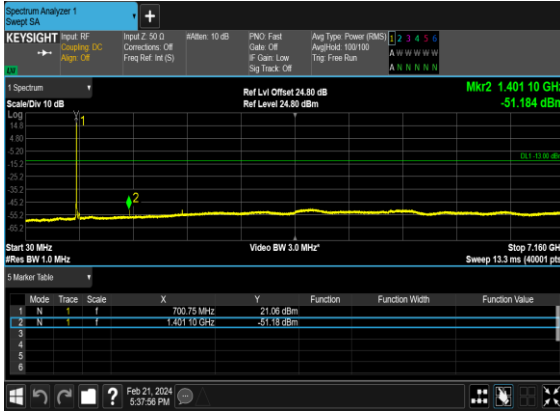 Spectrum Analyzer 1
Swept SA
+
KEYSIGHT
Input: RF
Coupling: DC
Align: Off
Input Z: 50 Ω
Corrections: Off
Freq Ref: Int (S)
#Atten: 10 dB
PNO: Fast
Gate: Off
IF Gain: Low
Sig Track: Off
Avg Type: Power (RMS)
Avg|Hold: 100/100
Trig: Free Run
1 2 3 4 5 6
A W W W W W
A N N N N N
1 Spectrum
Scale/Div 10 dB
Ref Lvl Offset 24.80 dB
Ref Level 24.80 dBm
Mkr2 1.401 10 GHz
-51.184 dBm
Log
14.8
4.80
-5.20
-15.2
-25.2
-35.2
-45.2
-55.2
-65.2
1
2
DL1 -13.00 dBm
Start 30 MHz
#Res BW 1.0 MHz
Video BW 3.0 MHz*
Stop 7.160 GH
Sweep 13.3 ms (40001 pts
5 Marker Table
Mode Trace Scale X Y Function Function Width Function Value
1 N 1 f 700.75 MHz 21.06 dBm
2 N 1 f 1.401 10 GHz -51.18 dBm
3
4
5
6
?
Feb 21, 2024
5:37:56 PM